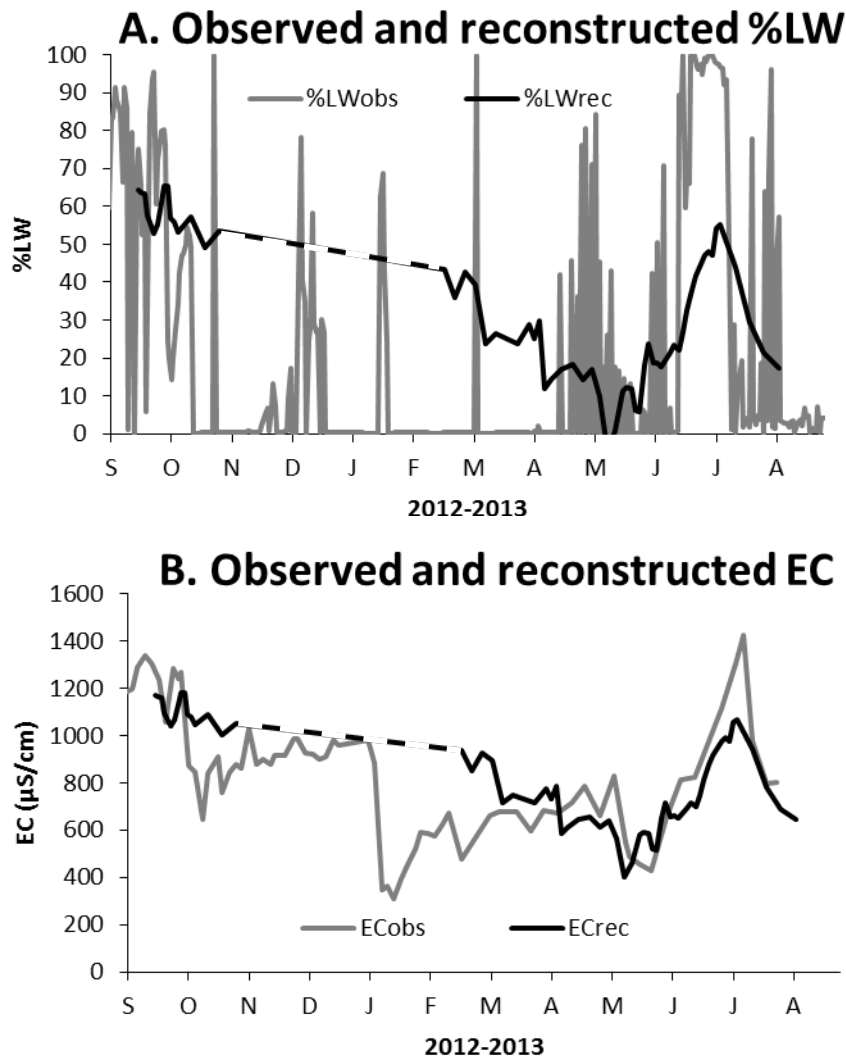 A. Observed and reconstructed %LW
100
90
80
70
60
50
40
30
20
10
0
%LW
%LWobs %LWrec
S O N D J F M A M J J A
2012-2013
B. Observed and reconstructed EC
1600
1400
1200
1000
800
600
400
200
0
EC (µS/cm)
ECobs ECrec
S O N D J F M A M J J A
2012-2013